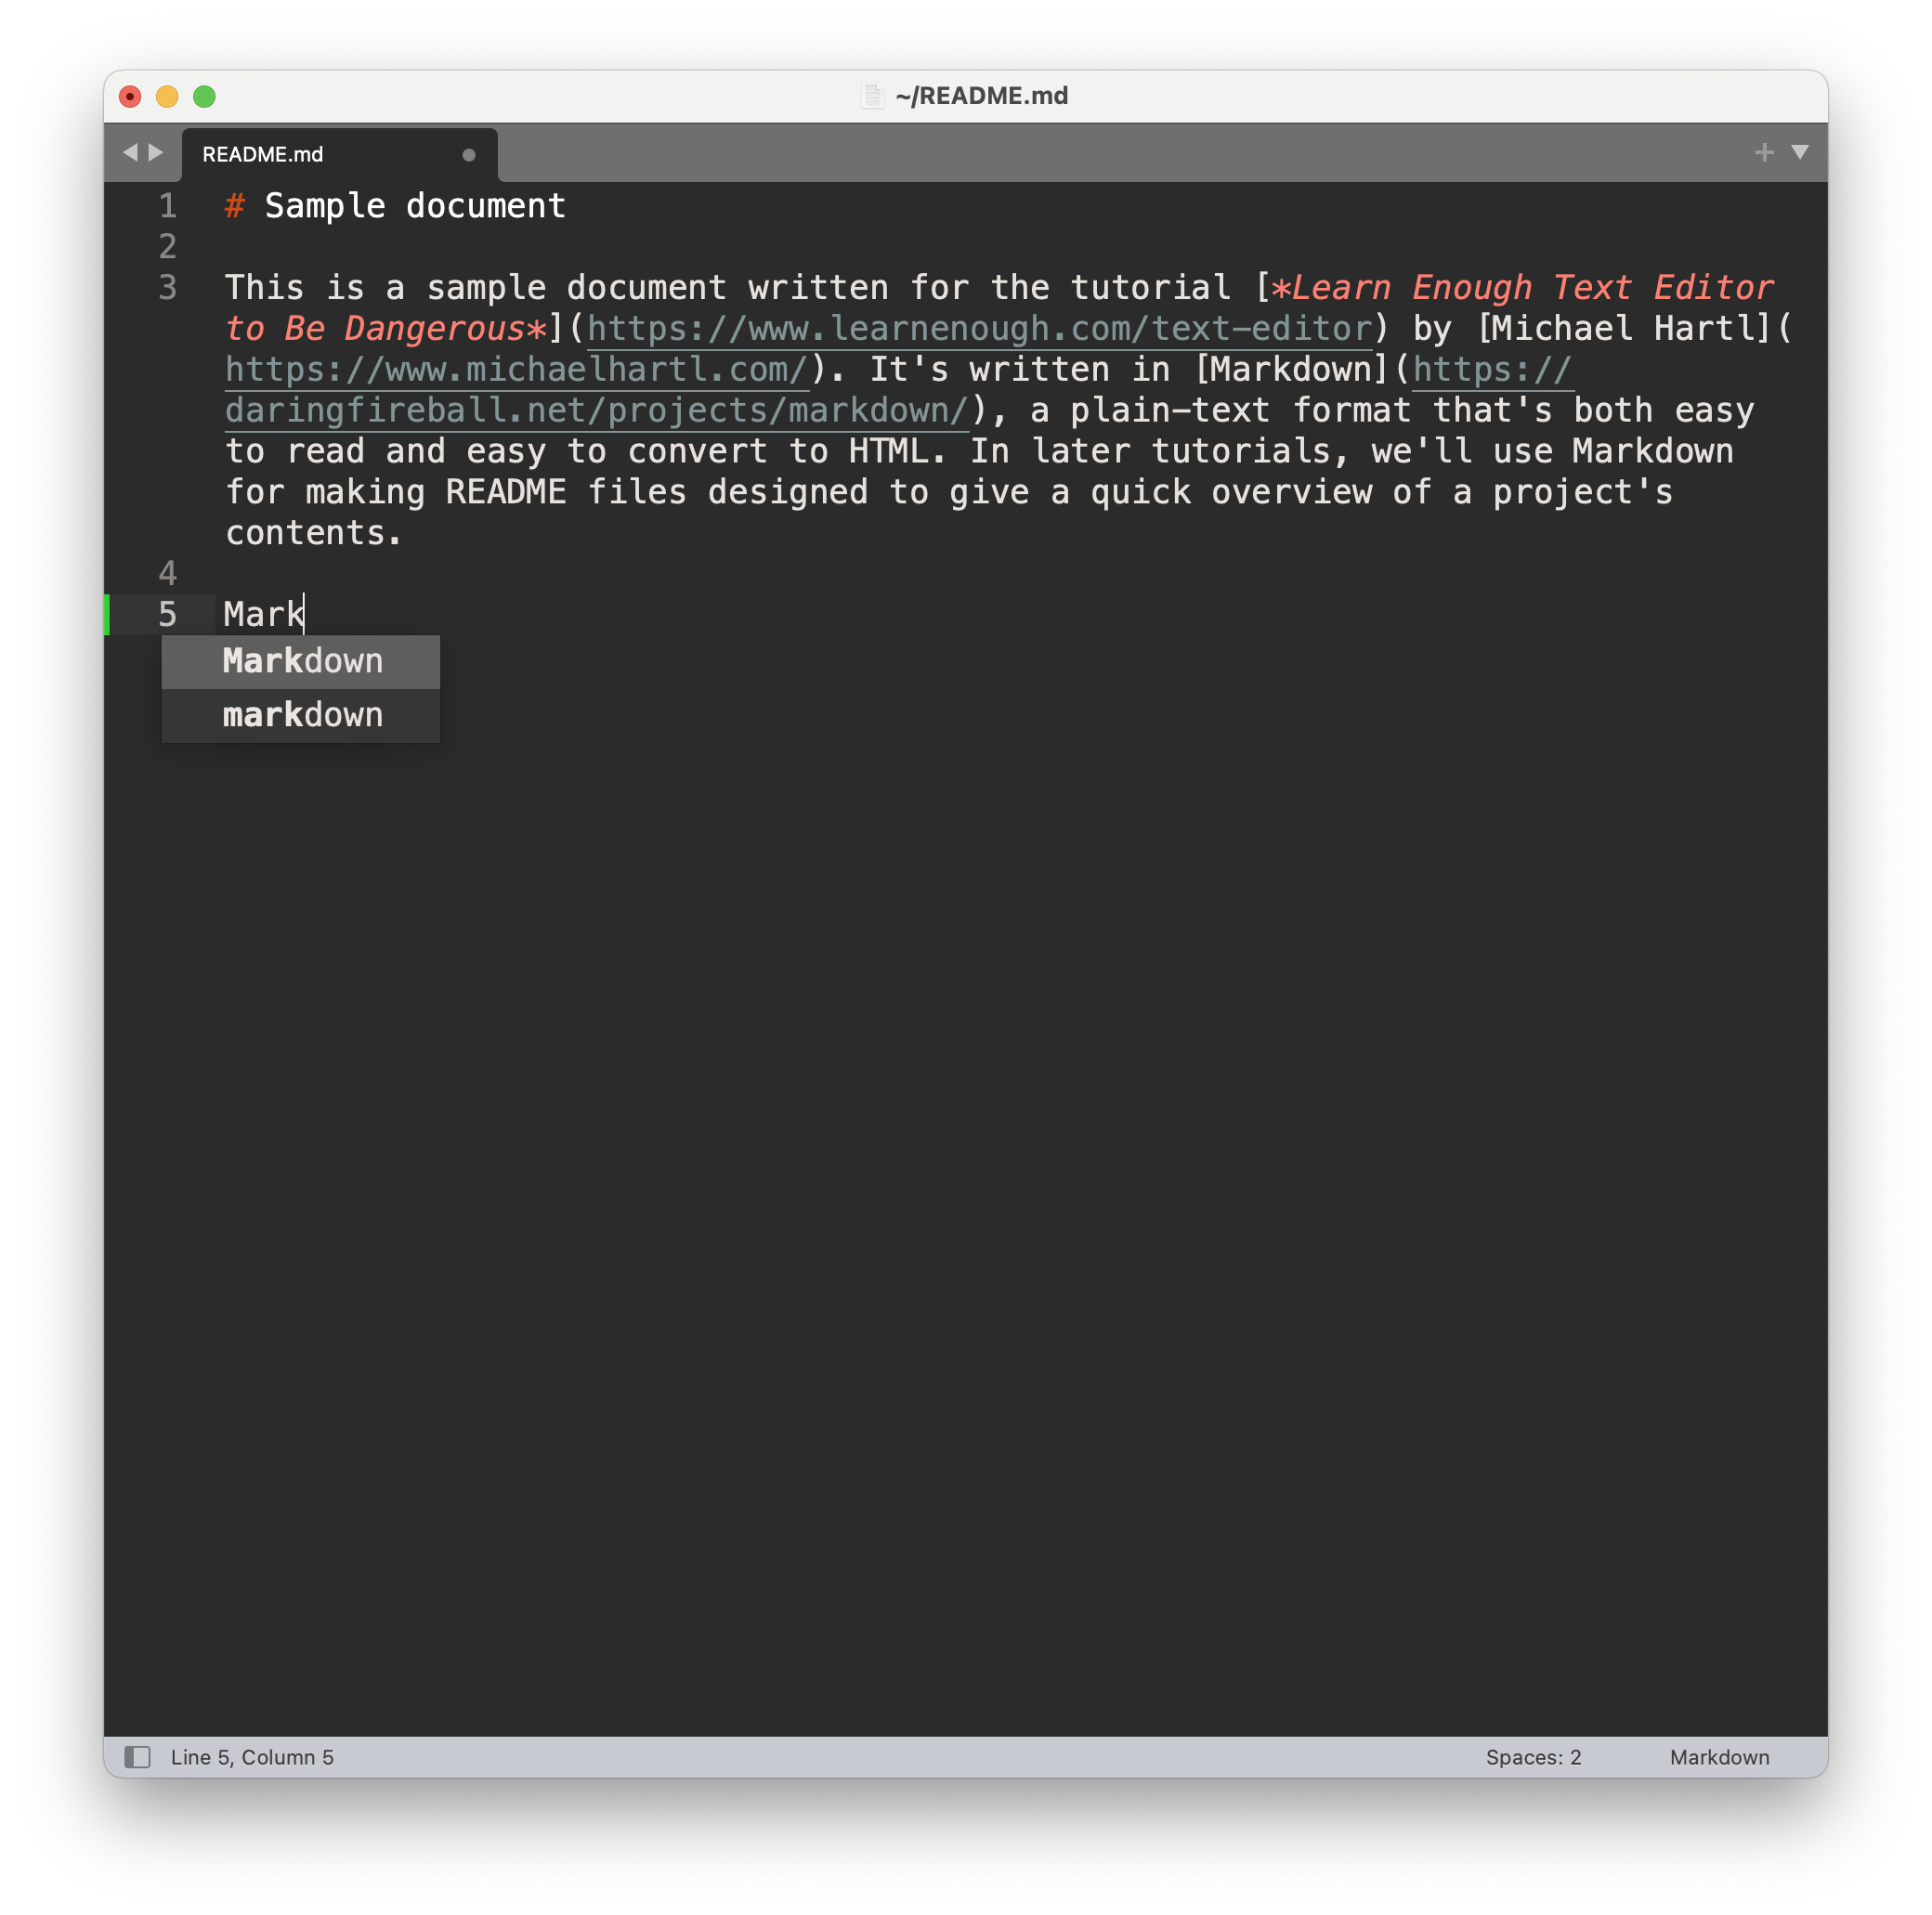 ~/README.md
README.md
1 # Sample document
2
3 This is a sample document written for the tutorial [*Learn Enough Text Editor
to Be Dangerous*](https://www.learnenough.com/text-editor) by [Michael Hartl](
https://www.michaelhartl.com/). It's written in [Markdown](https://
daringfireball.net/projects/markdown/), a plain-text format that's both easy
to read and easy to convert to HTML. In later tutorials, we'll use Markdown
for making README files designed to give a quick overview of a project's
contents.
4
5 Mark
Markdown
markdown
Line 5, Column 5 Spaces: 2 Markdown